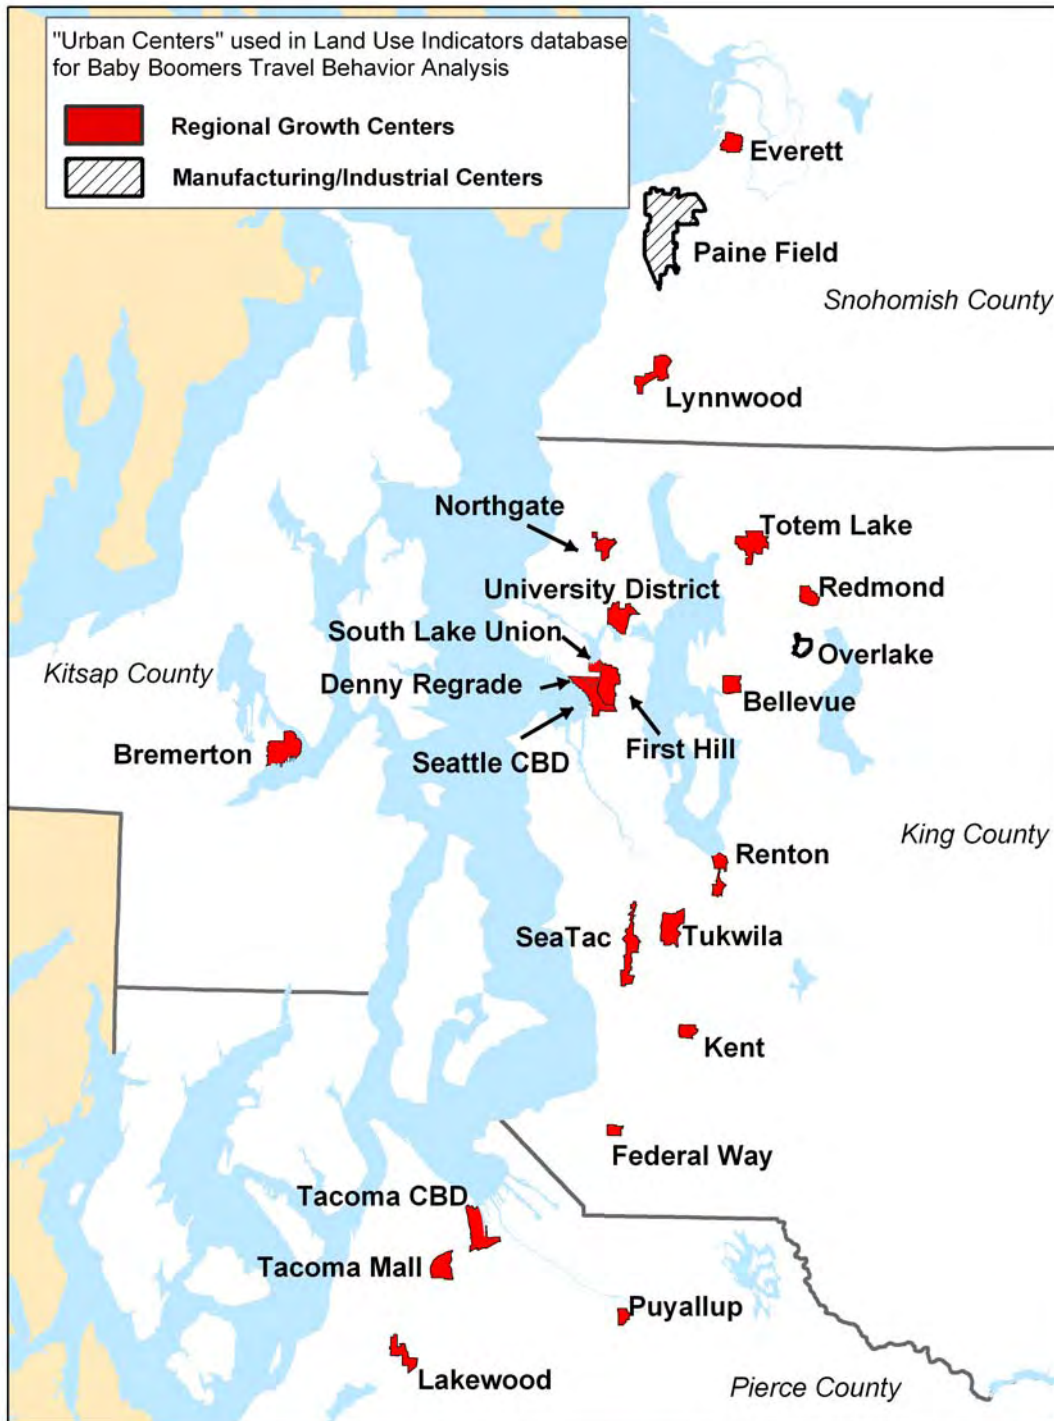 "Urban Centers" used in Land Use Indicators database
for Baby Boomers Travel Behavior Analysis
Regional Growth Centers
Manufacturing/Industrial Centers
Everett
Paine Field
Snohomish County
Lynnwood
Northgate
Totem Lake
University District
Redmond
South Lake Union
Overlake
Kitsap County
Denny Regrade
Bellevue
First Hill
Bremerton
Seattle CBD
King County
Renton
SeaTac
Tukwila
Kent
Federal Way
Tacoma CBD
Tacoma Mall
Puyallup
Lakewood
Pierce County